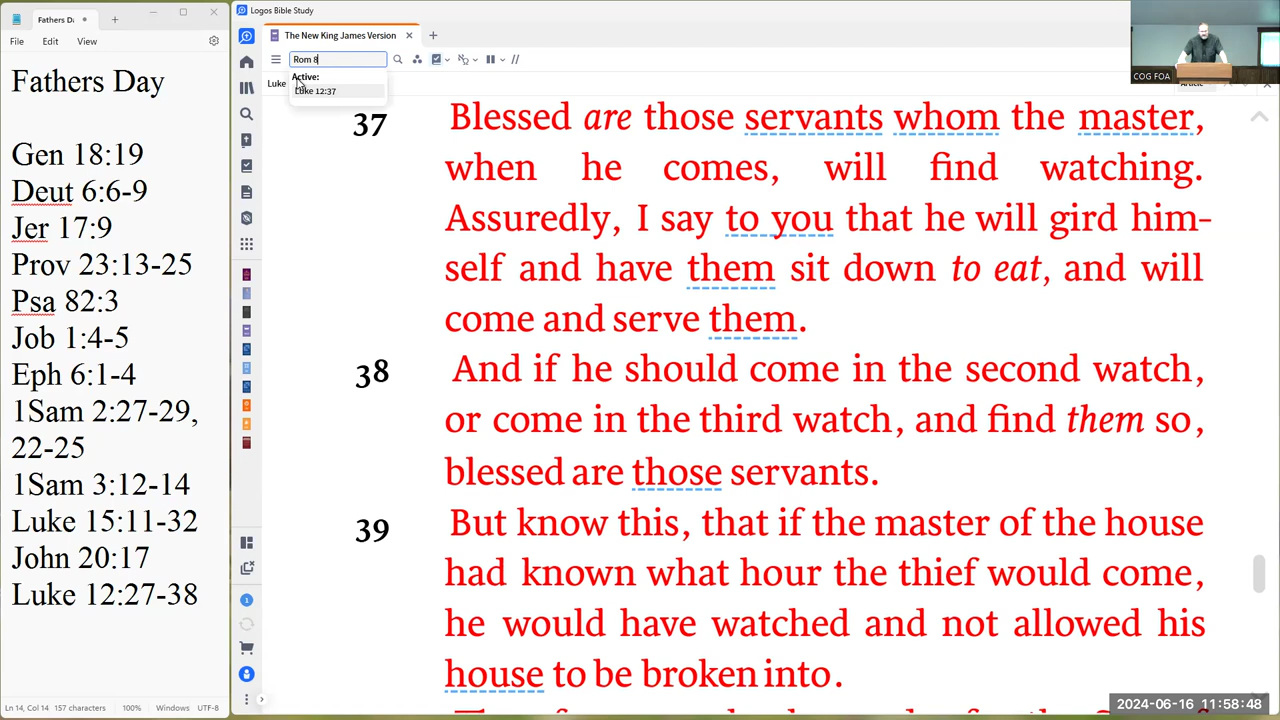 Fathers Da
File
Edit
View
Fathers Day
Gen 18:19
Deut 6:6-9
Jer 17:9
Prov 23:13-25
Psa 82:3
Job 1:4-5
Eph 6:1-4
1Sam 2:27-29,
22-25
1Sam 3:12-14
Luke 15:11-32
John 20:17
Luke 12:27-38
Ln 14, Col 14
157 characters
100%
Windows
UTF-8
Logos Bible Study
The New King James Version
Rom 8
Active:
Luke 12:37
Luke
COG FOA
37 Blessed are those servants whom the master,
when he comes, will find watching.
Assuredly, I say to you that he will gird him-
self and have them sit down to eat, and will
come and serve them.
38 And if he should come in the second watch,
or come in the third watch, and find them so,
blessed are those servants.
39 But know this, that if the master of the house
had known what hour the thief would come,
he would have watched and not allowed his
house to be broken into.
2024-06-16 11:58:48